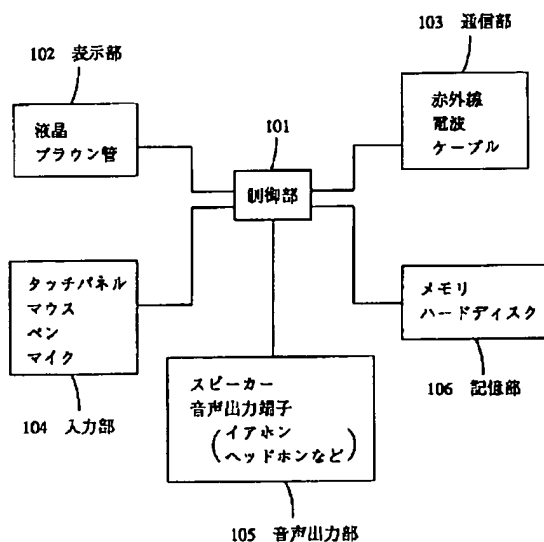 103 通信部
102 表示部
赤外線
電波
ケーブル
液晶
ブラウン管
101
制御部
タッチパネル
マウス
ペン
マイク
メモリ
ハードディスク
スピーカー
音声出力端子
(イアホン
ヘッドホンなど)
106 記憶部
104 入力部
105 音声出力部